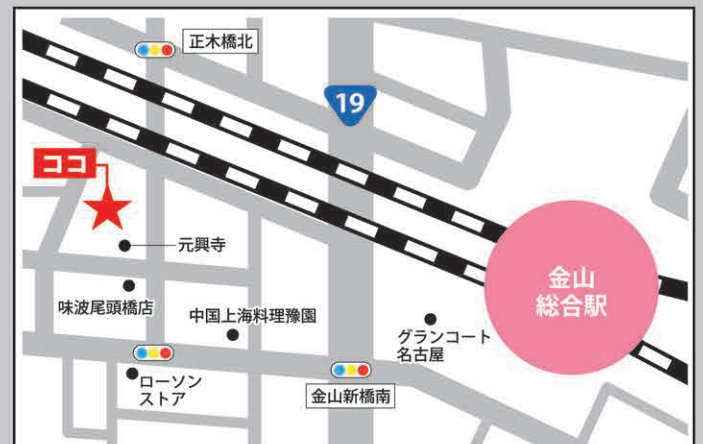 正木橋北
19
ココ
元興寺
金山
総合駅
味波尾頭橋店
中国上海料理豫園
グランコート
名古屋
ローソン
ストア
金山新橋南